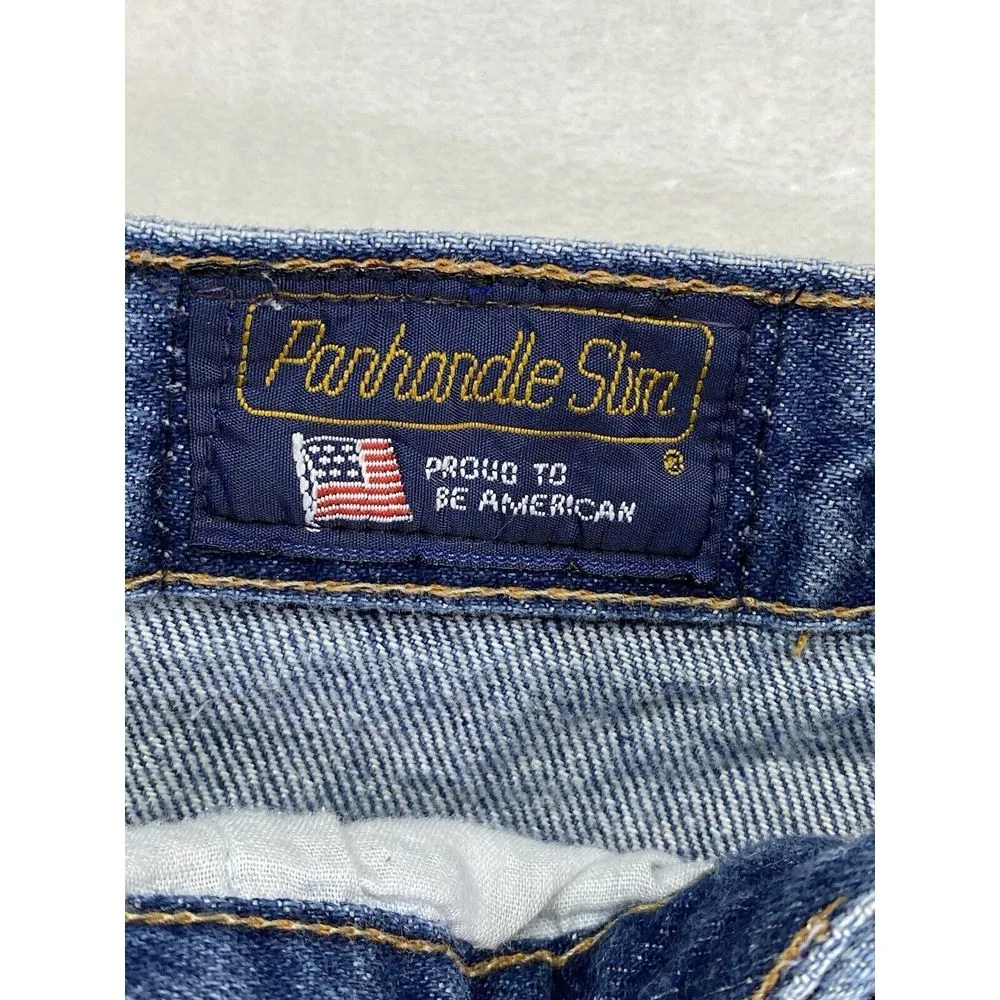 Panhandle Slim
®
PROUD TO
BE AMERICAN